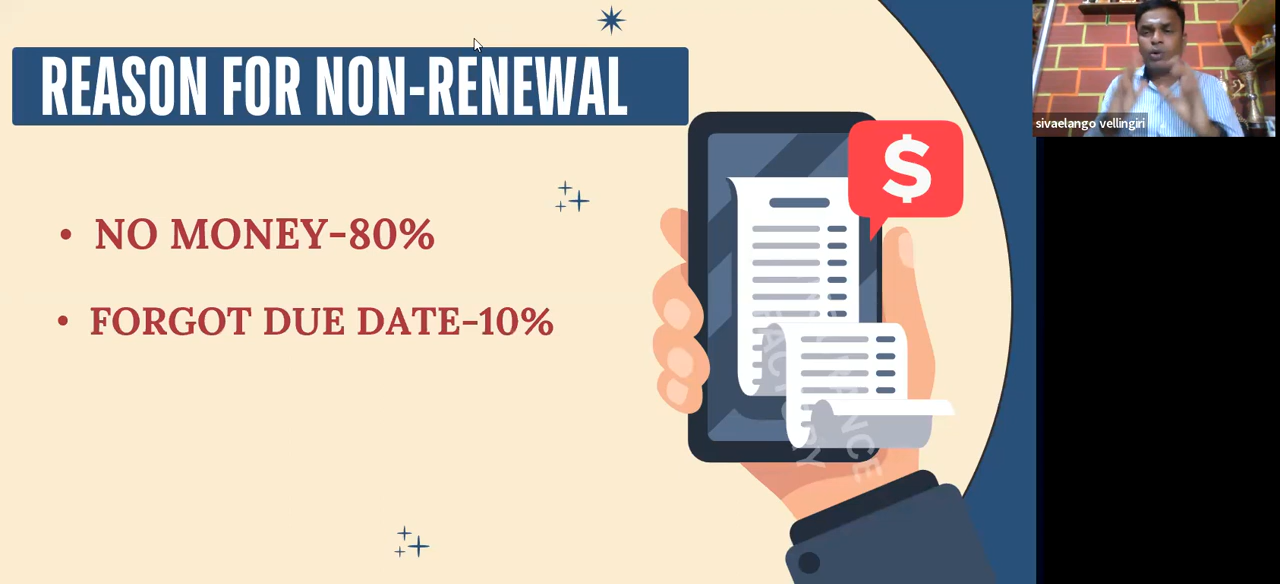 REASON FOR NON-RENEWAL
$
sivaelango vellingiri
• NO MONEY-80%
• FORGOT DUE DATE-10%